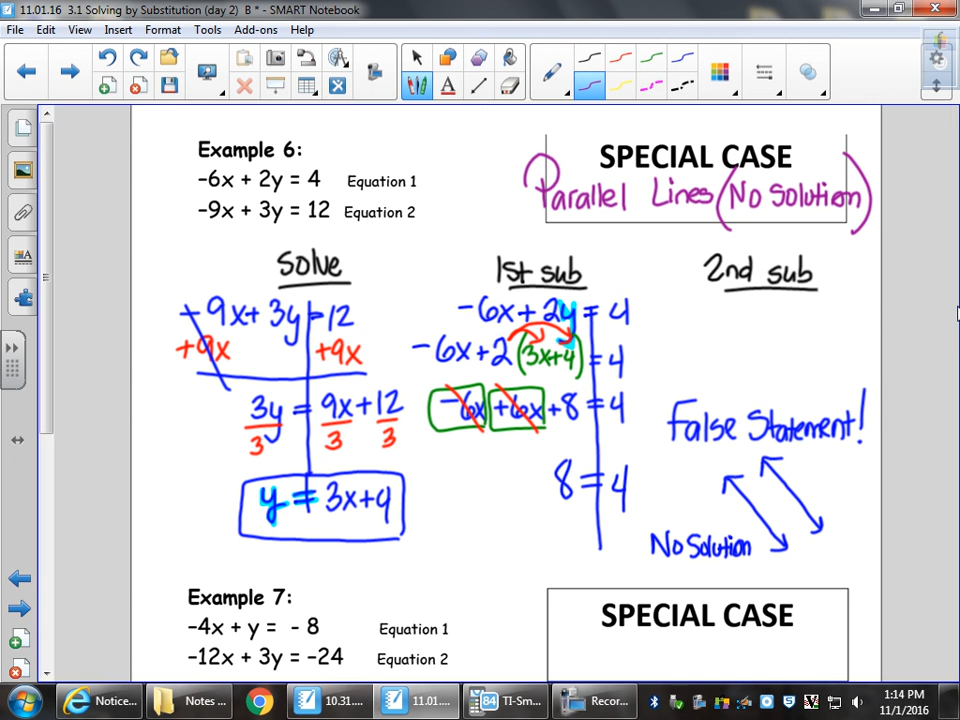 11.01.16 3.1 Solving by Substitution (day 2) B * - SMART Notebook
File Edit View Insert Format Tools Add-ons Help
Example 6:
-6x + 2y = 4 Equation 1
-9x + 3y = 12 Equation 2
SPECIAL CASE
Parallel Lines (No Solution)
Solve
-9x + 3y = 12
+9x +9x
3y = 9x + 12
3 3 3
y = 3x+4
1st sub
-6x + 2y = 4
-6x + 2(3x+4) = 4
-6x +6x +8 = 4
8 = 4
2nd sub
False Statement!
No Solution
Example 7:
-4x + y = - 8 Equation 1
-12x + 3y = -24 Equation 2
SPECIAL CASE
Notice...
Notes ...
10.31....
11.01....
84 TI-Sm...
Recor...
1:14 PM
11/1/2016